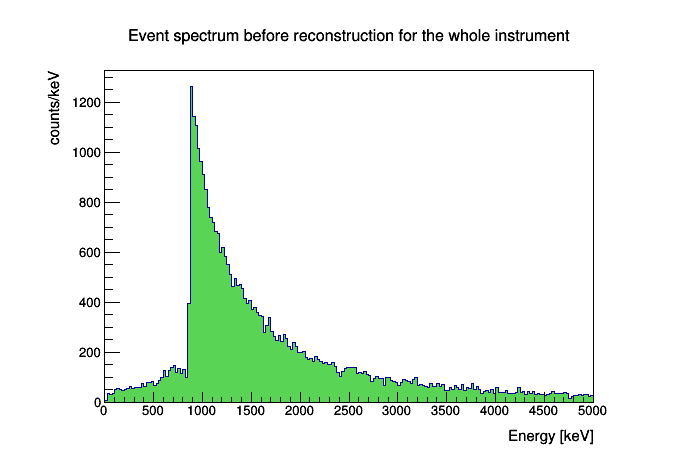 Event spectrum before reconstruction for the whole instrument
counts/keV
1200
1000
800
600
400
200
0
0 500 1000 1500 2000 2500 3000 3500 4000 4500 5000
Energy [keV]